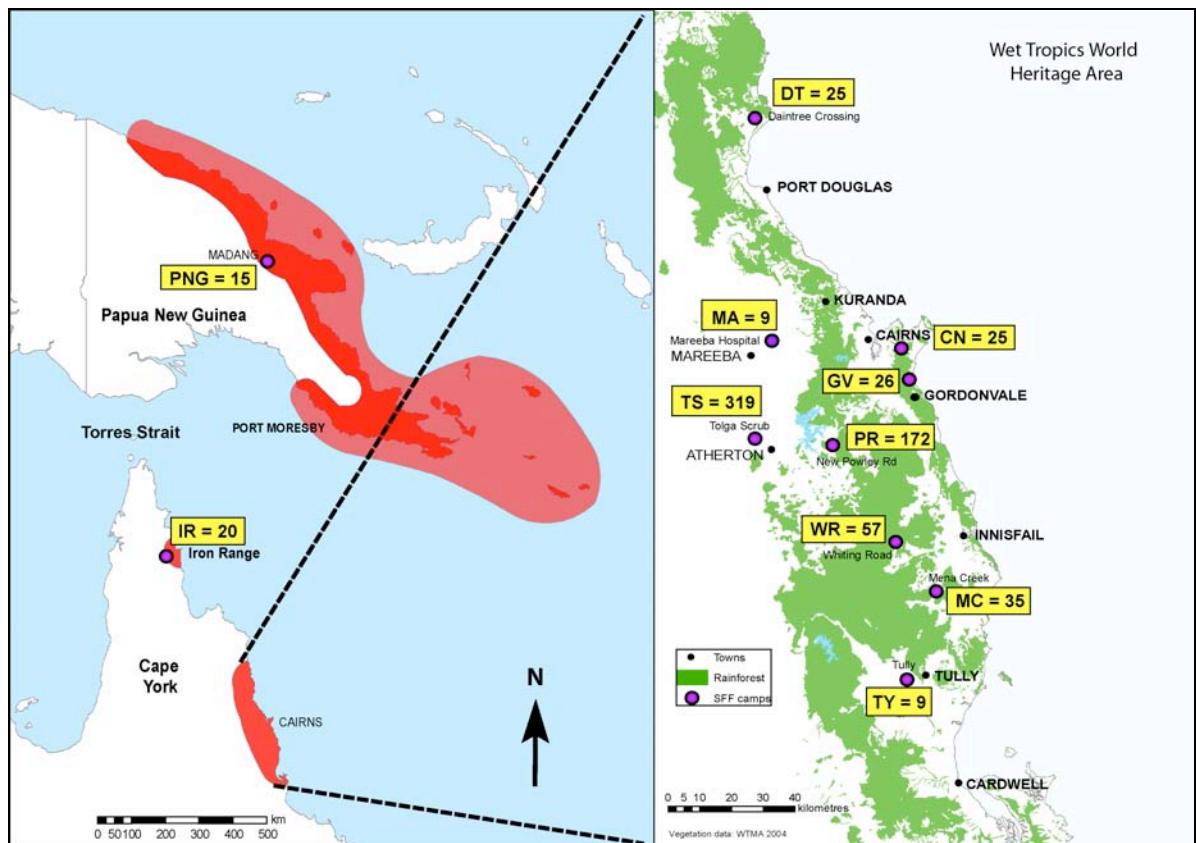 MADANG
PNG = 15
Papua New Guinea
PORT MORESBY
Torres Strait
IR = 20
Iron Range
Cape
York
CAIRNS
N
0 50 100 200 300 400 500 km
Wet Tropics World
Heritage Area
DT = 25
Daintree Crossing
PORT DOUGLAS
KURANDA
MA = 9
Mareeba Hospital
MAREEBA
CAIRNS
CN = 25
GV = 26
GORDONVALE
TS = 319
Tolga Scrub
ATHERTON
PR = 172
New Powley Rd
WR = 57
Whiting Road
INNISFAIL
Mena Creek
MC = 35
Tully
TULLY
TY = 9
Towns
Rainforest
SFF camps
CARDWELL
0 5 10 20 30 40
kilometres
Vegetation data: WTMA 2004